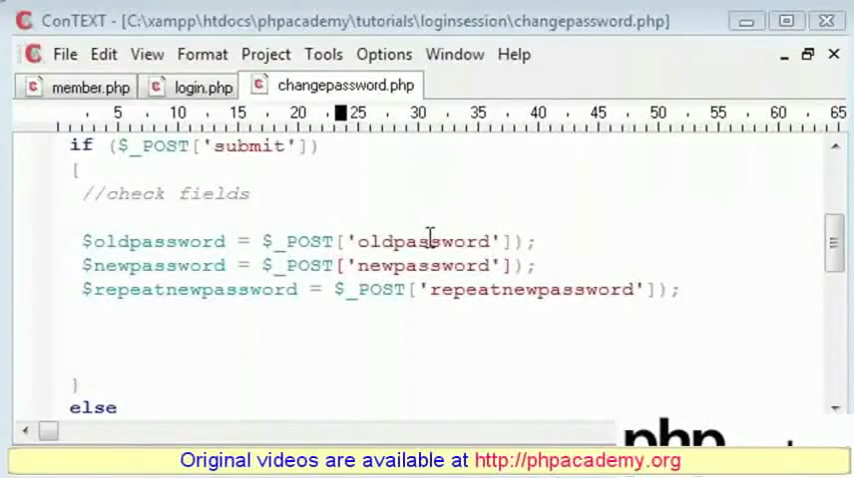 ConTEXT - [C:\xampp\htdocs\phpacademy\tutorials\loginsession\changepassword.php]
File Edit View Format Project Tools Options Window Help
member.php login.php changepassword.php
5 10 15 20 25 30 35 40 45 50 55 60 65
if ($_POST['submit'])
{
//check fields
$oldpassword = $_POST['oldpassword']);
$newpassword = $_POST['newpassword']);
$repeatnewpassword = $_POST['repeatnewpassword']);
}
else
php
Original videos are available at http://phpacademy.org